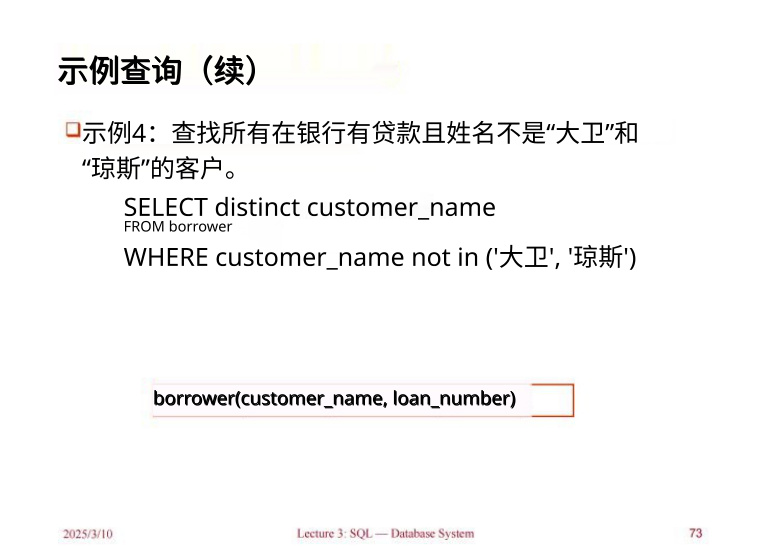 示例查询（续）
示例4：查找所有在银行有贷款且姓名不是“大卫”和
“琼斯”的客户。
SELECT distinct customer_name
FROM borrower
WHERE customer_name not in ('大卫', '琼斯')
borrower(customer_name, loan_number)
2025/3/10
Lecture 3: SQL — Database System
73